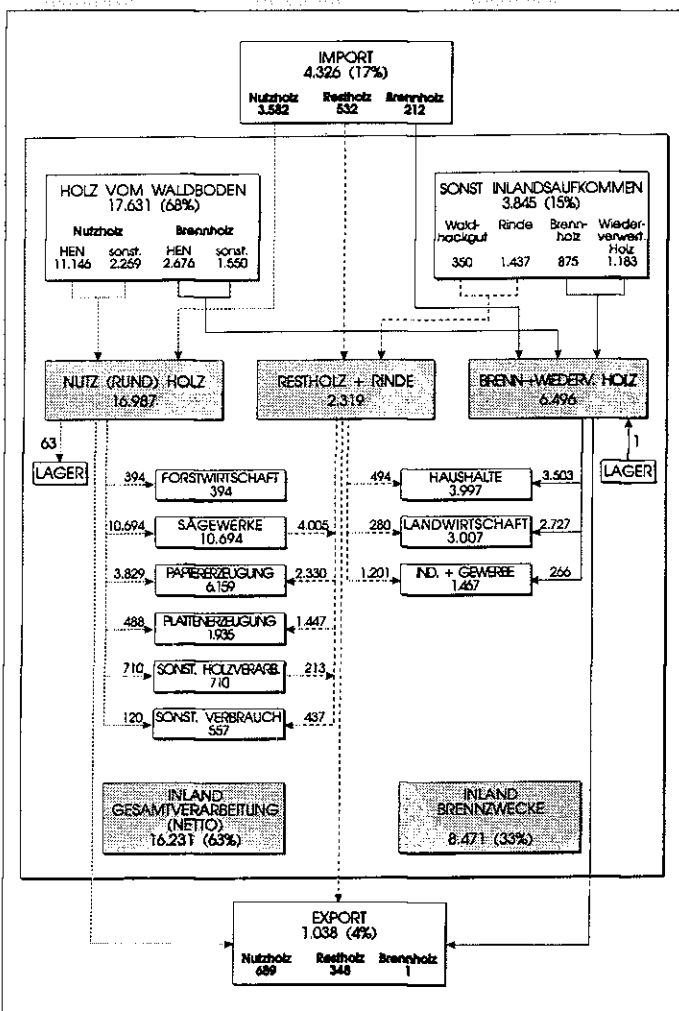 IMPORT
4.326 (17%)
Nutzholz Restholz Brennholz
3.582 532 212
HOLZ VOM WALDBODEN
17.631 (68%)
Nutzholz Brennholz
HEN sonst. HEN sonst.
11.146 2.259 2.676 1.550
SONST INLANDSAUFKOMMEN
3.845 (15%)
Wald- Rinde Brenn- Wieder-
hackgut holz verwert.
Holz
350 1.437 875 1.183
NUTZ (RUND) HOLZ
16.987
RESTHOLZ + RINDE
2.319
BRENN+WIEDERV. HOLZ
6.496
63
LAGER
1
LAGER
394 FORSTWIRTSCHAFT
394
10.694 SÄGEWERKE 4.005
10.694
3.829 PAPIERERZEUGUNG 2.330
6.159
488 PLATTENERZEUGUNG 1.447
1.935
710 SONST. HOLZVERARB. 213
710
120 SONST. VERBRAUCH 437
557
494 HAUSHALTE 3.503
3.997
280 LANDWIRTSCHAFT 2.727
3.007
1.201 IND. + GEWERBE 266
1.467
INLAND
GESAMTVERARBEITUNG
(NETTO)
16.231 (63%)
INLAND
BRENNZWECKE
8.471 (33%)
EXPORT
1.038 (4%)
Nutzholz Restholz Brennholz
689 348 1